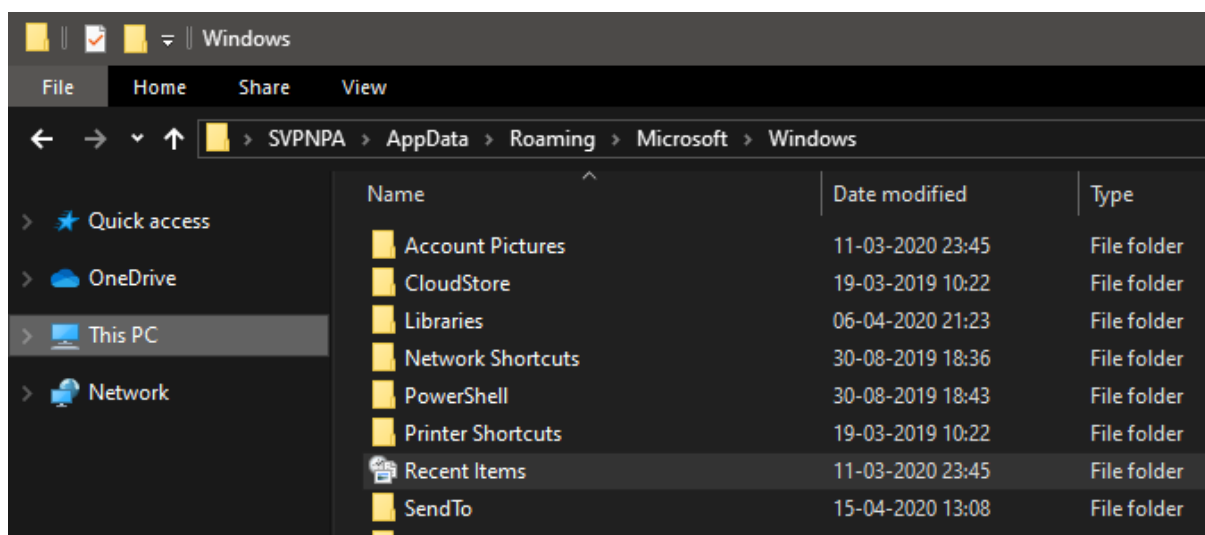 Windows
File Home Share View
SVPNPA > AppData > Roaming > Microsoft > Windows
Name Date modified Type
Quick access
OneDrive
This PC
Network
Account Pictures 11-03-2020 23:45 File folder
CloudStore 19-03-2019 10:22 File folder
Libraries 06-04-2020 21:23 File folder
Network Shortcuts 30-08-2019 18:36 File folder
PowerShell 30-08-2019 18:43 File folder
Printer Shortcuts 19-03-2019 10:22 File folder
Recent Items 11-03-2020 23:45 File folder
SendTo 15-04-2020 13:08 File folder